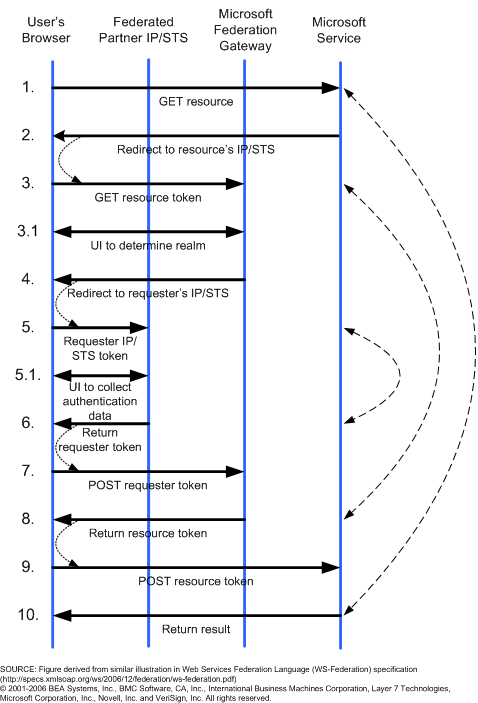 User's Browser
Federated Partner IP/STS
Microsoft Federation Gateway
Microsoft Service
1.
GET resource
2.
Redirect to resource's IP/STS
3.
GET resource token
3.1
UI to determine realm
4.
Redirect to requester's IP/STS
5.
Requester IP/
STS token
5.1.
UI to collect
authentication
data
6.
Return
requester token
7.
POST requester token
8.
Return resource token
9.
POST resource token
10.
Return result
SOURCE: Figure derived from similar illustration in Web Services Federation Language (WS-Federation) specification
(http://specs.xmlsoap.org/ws/2006/12/federation/ws-federation.pdf)
© 2001-2006 BEA Systems, Inc., BMC Software, CA, Inc., International Business Machines Corporation, Layer 7 Technologies,
Microsoft Corporation, Inc., Novell, Inc. and VeriSign, Inc. All rights reserved.